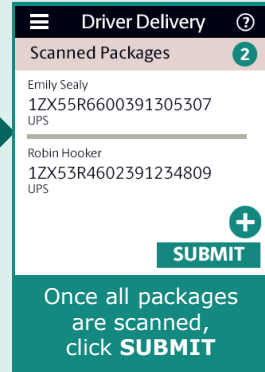 Driver Delivery ?
Scanned Packages 2
Emily Sealy
1ZX55R6600391305307
UPS
Robin Hooker
1ZX53R4602391234809
UPS
+
SUBMIT
Once all packages
are scanned,
click SUBMIT